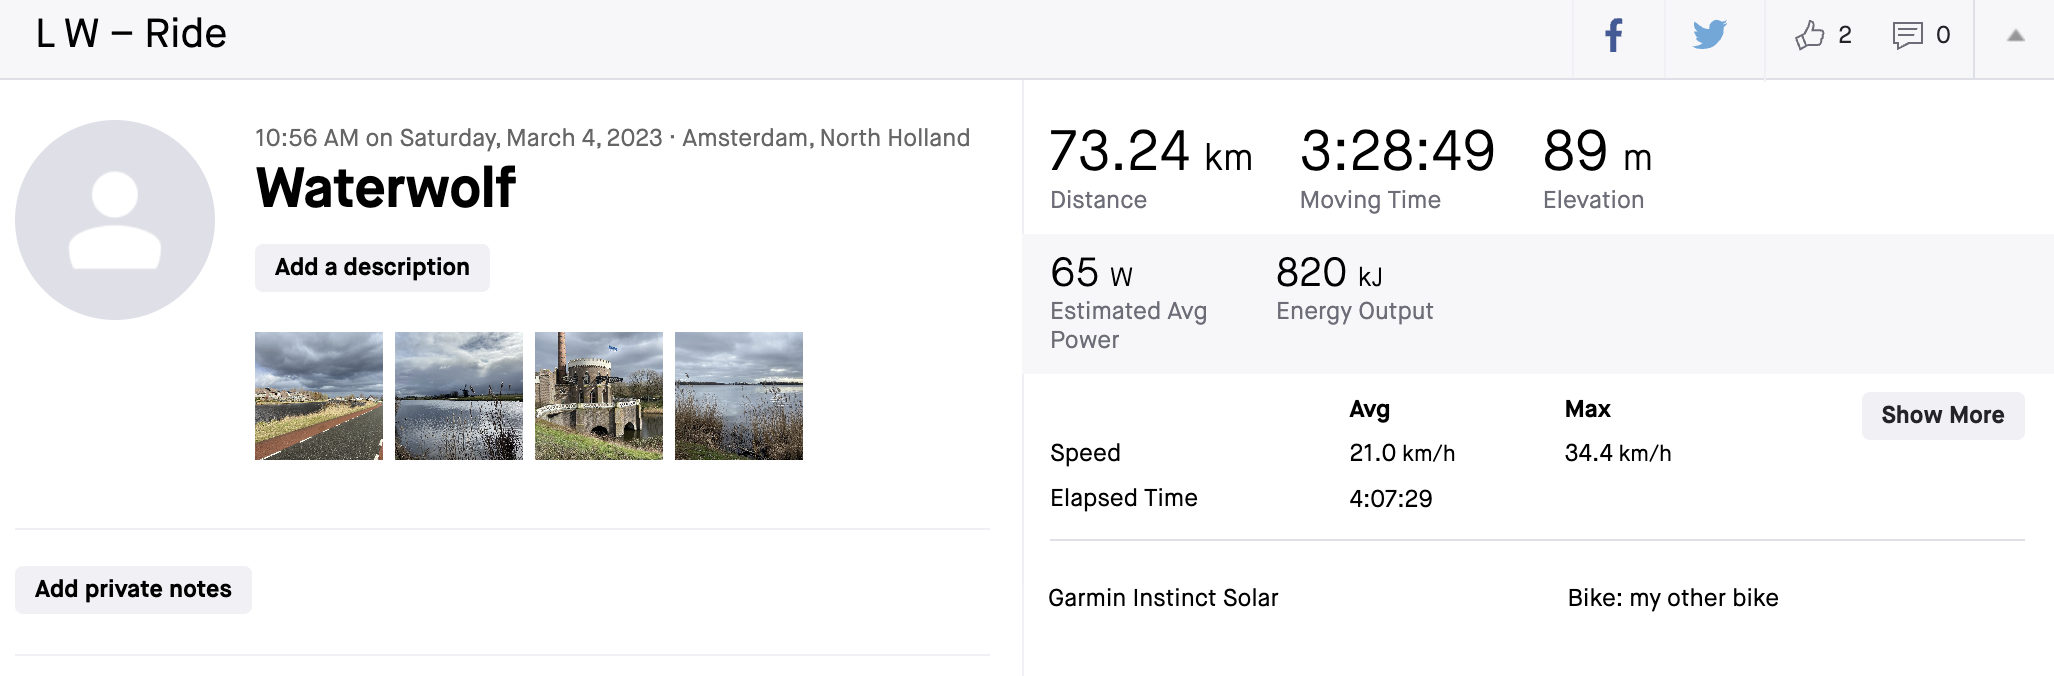 L W – Ride
2
0
10:56 AM on Saturday, March 4, 2023 · Amsterdam, North Holland
Waterwolf
Add a description
Add private notes
73.24 km 3:28:49 89 m
Distance Moving Time Elevation
65 W 820 kJ
Estimated Avg Power Energy Output
Avg Max
Show More
Speed 21.0 km/h 34.4 km/h
Elapsed Time 4:07:29
Garmin Instinct Solar Bike: my other bike